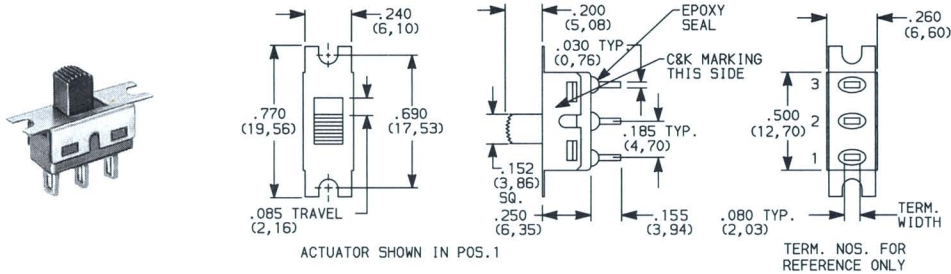 .240
(6,10)
.770
(19,56)
.690
(17,53)
.085 TRAVEL
(2,16)
ACTUATOR SHOWN IN POS.1
.200
(5,08)
EPOXY
SEAL
.030 TYP.
(0,76)
C&K MARKING
THIS SIDE
.185 TYP.
(4,70)
.152
(3,86)
SQ.
.250
(6,35)
.155
(3,94)
.260
(6,60)
3
.500
(12,70)
2
1
.080 TYP.
(2,03)
TERM.
WIDTH
TERM. NOS. FOR
REFERENCE ONLY